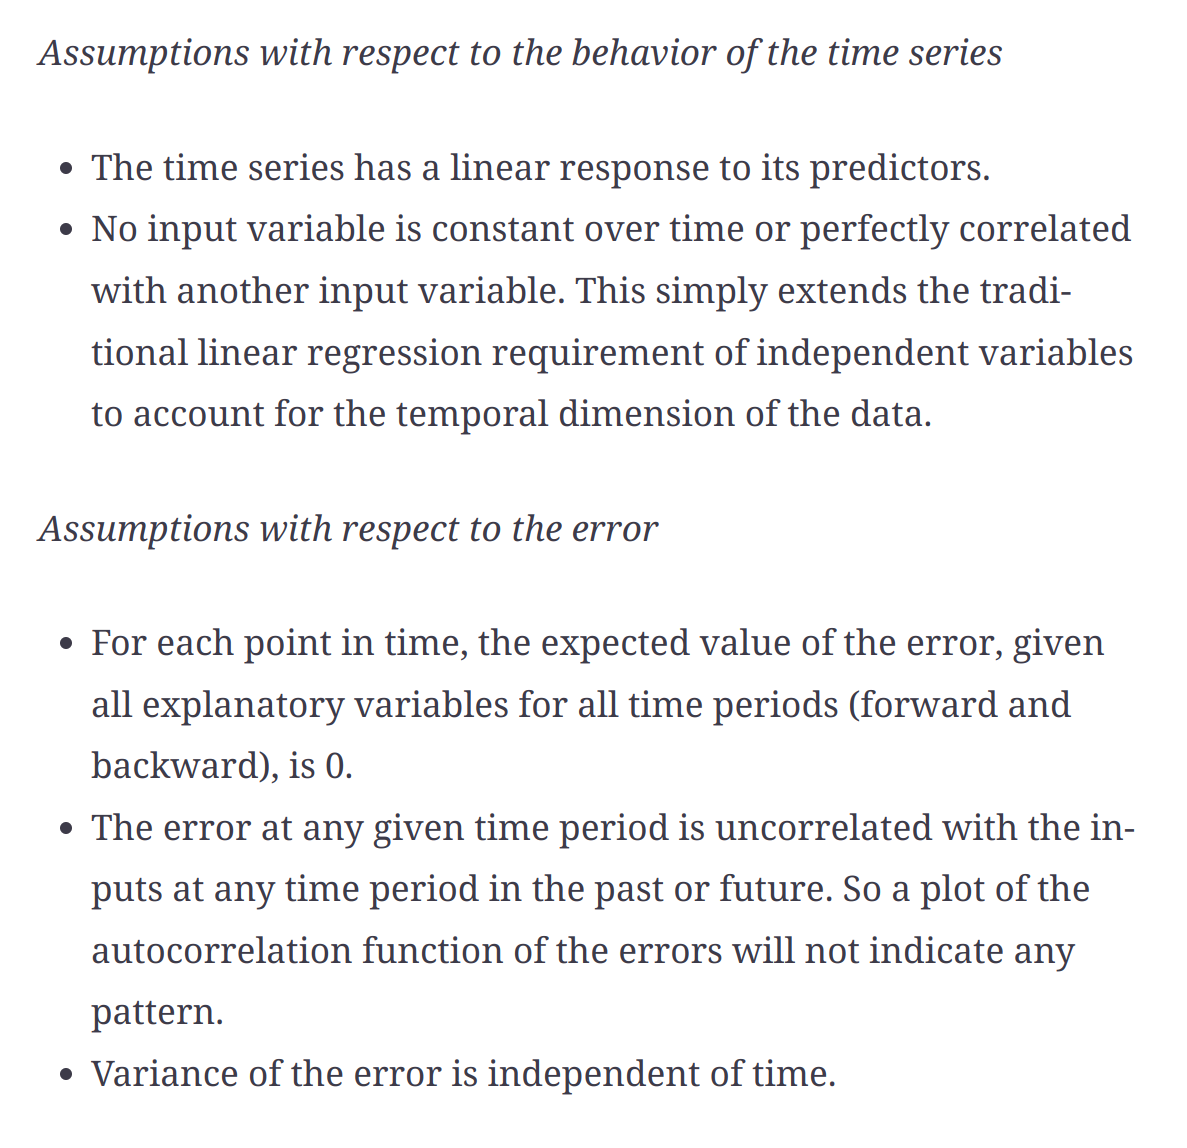 Assumptions with respect to the behavior of the time series
• The time series has a linear response to its predictors.
• No input variable is constant over time or perfectly correlated
with another input variable. This simply extends the tradi-
tional linear regression requirement of independent variables
to account for the temporal dimension of the data.
Assumptions with respect to the error
• For each point in time, the expected value of the error, given
all explanatory variables for all time periods (forward and
backward), is 0.
• The error at any given time period is uncorrelated with the in-
puts at any time period in the past or future. So a plot of the
autocorrelation function of the errors will not indicate any
pattern.
• Variance of the error is independent of time.